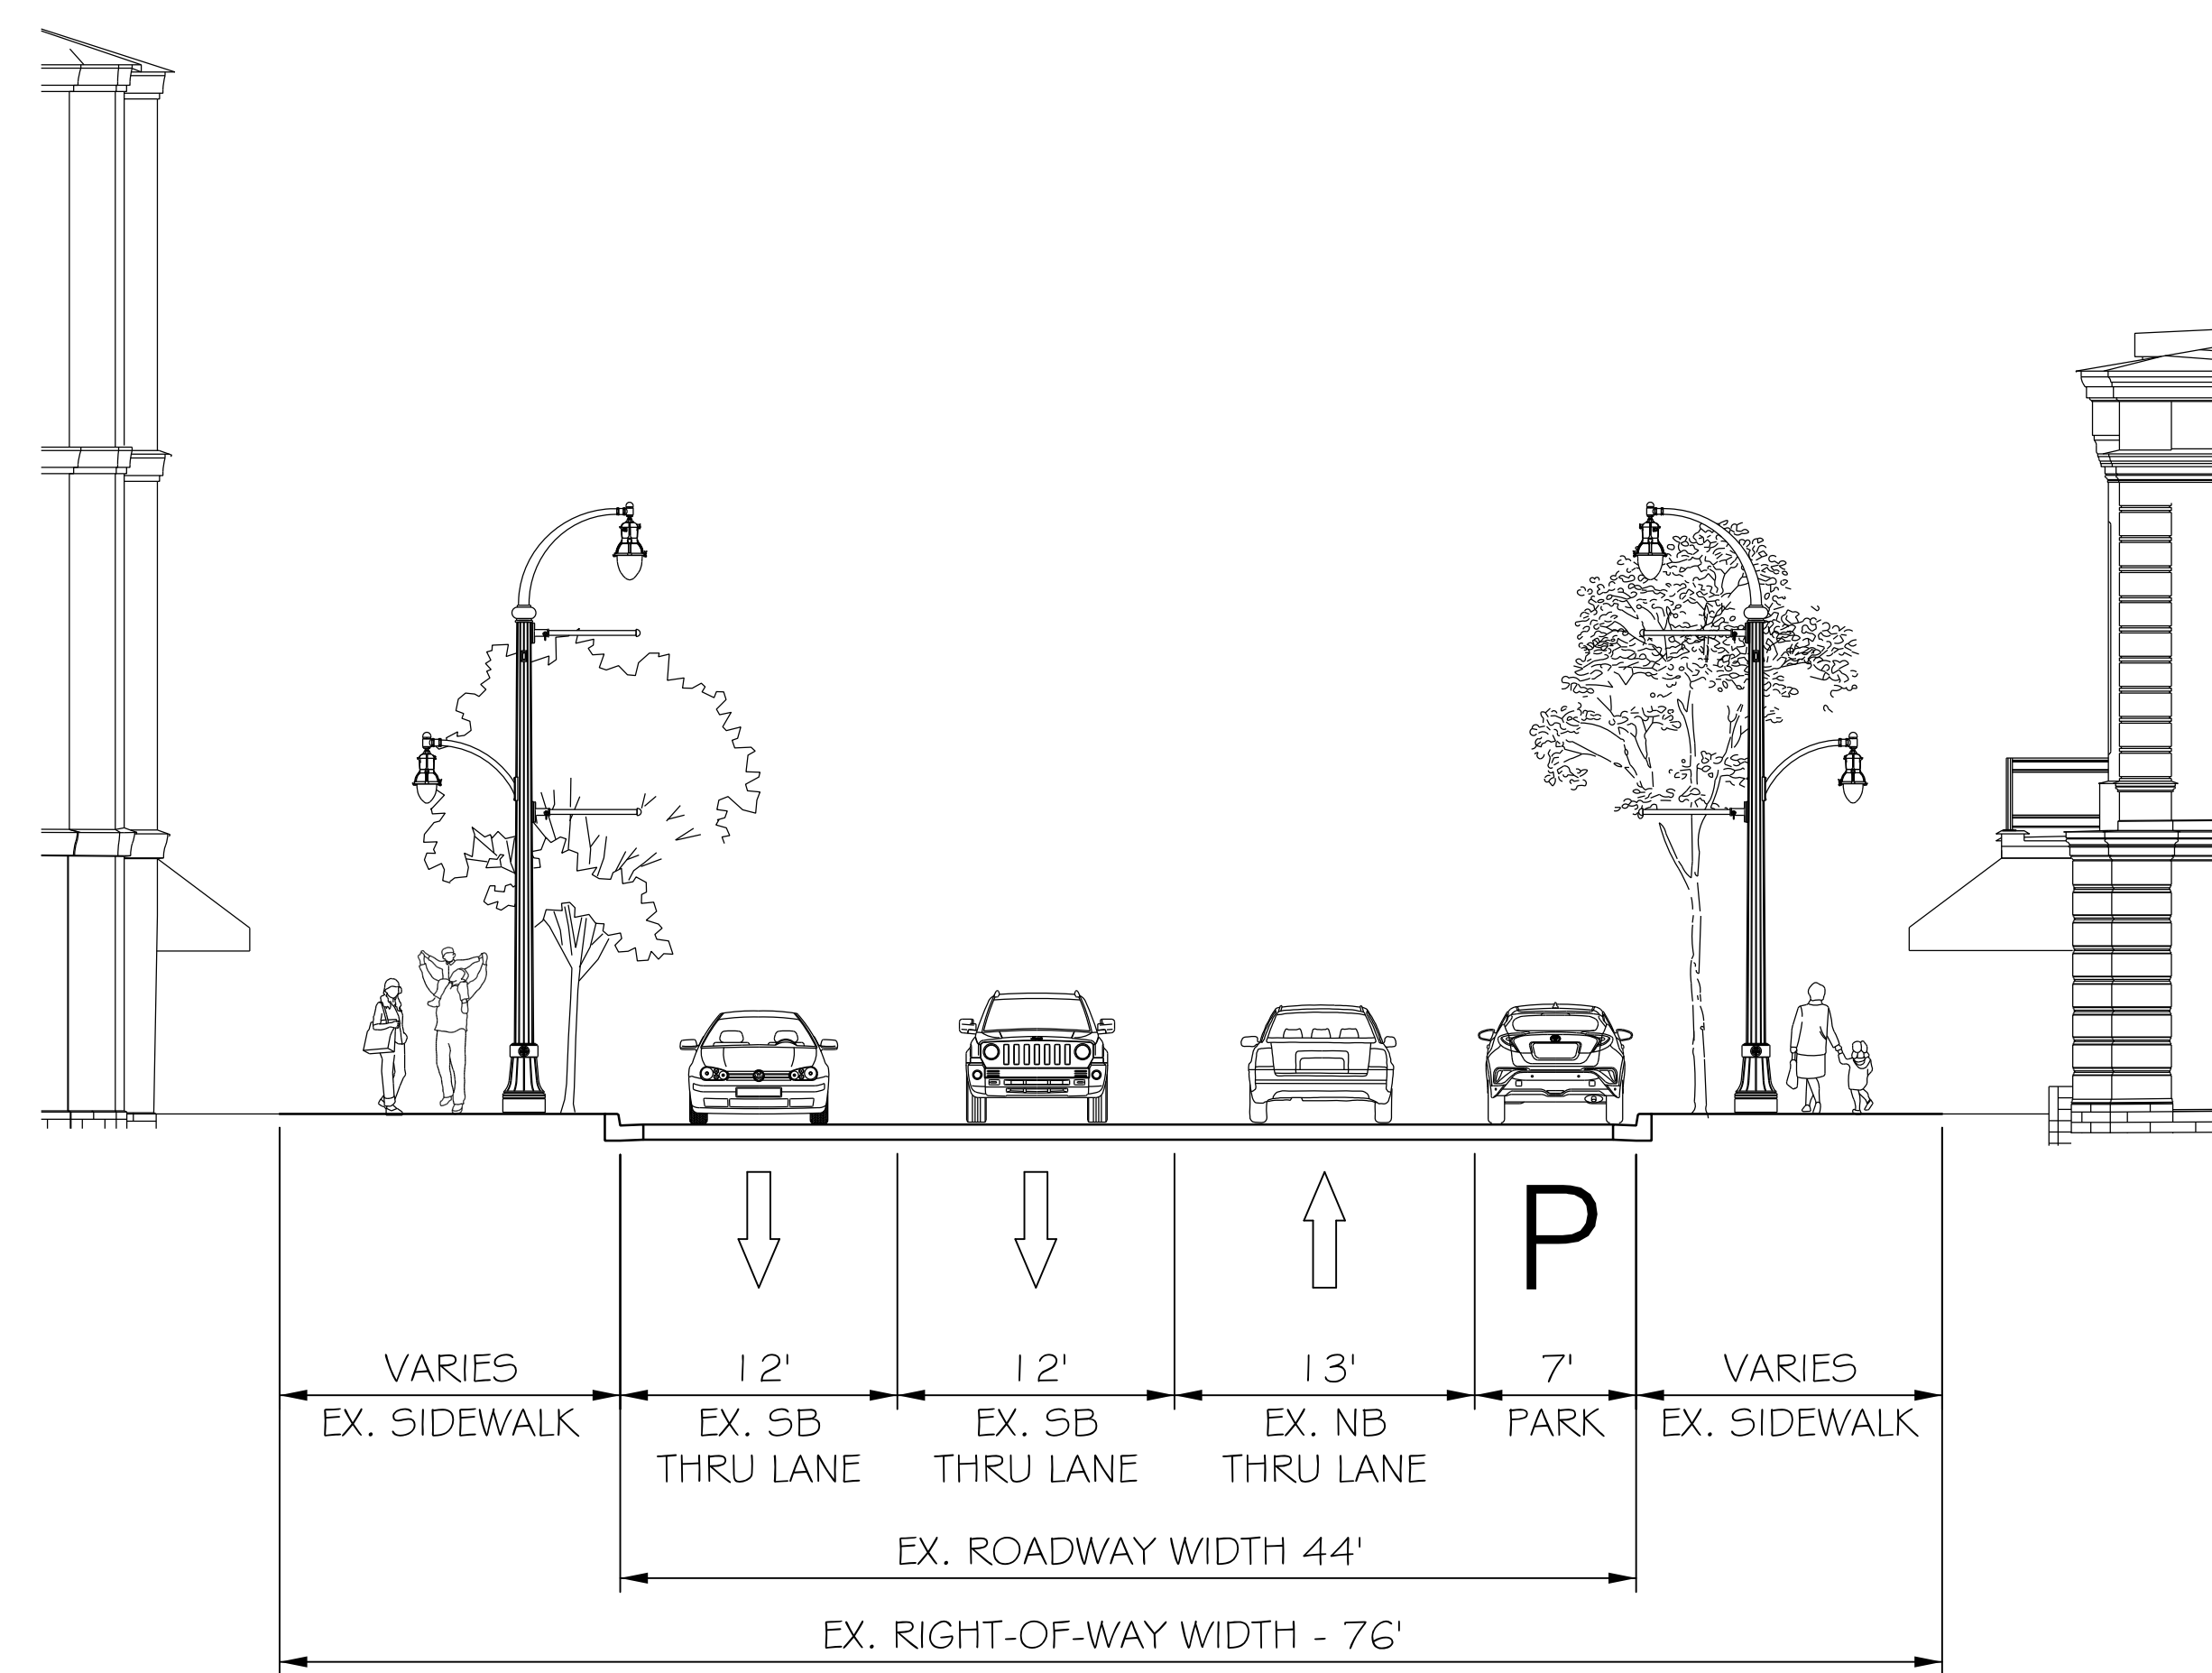 P
VARIES
EX. SIDEWALK
12'
EX. SB
THRU LANE
12'
EX. SB
THRU LANE
13'
EX. NB
THRU LANE
7'
PARK
VARIES
EX. SIDEWALK
EX. ROADWAY WIDTH 44'
EX. RIGHT-OF-WAY WIDTH - 76'